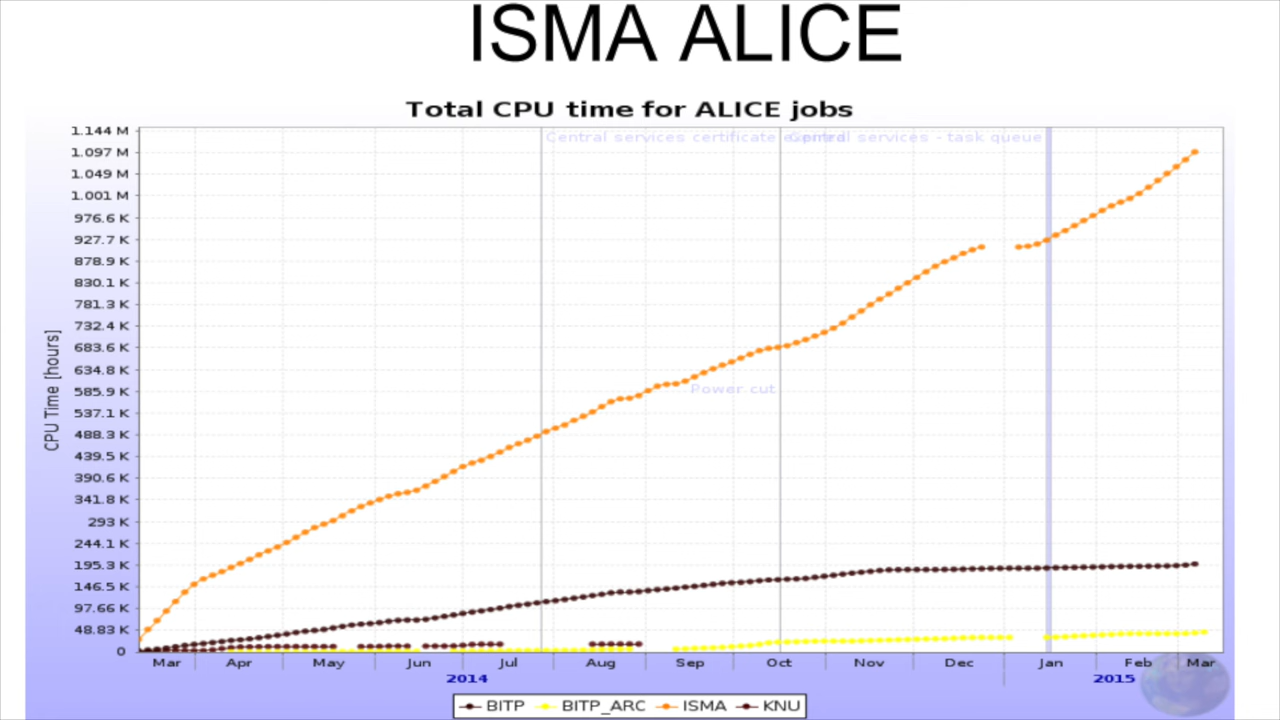 ISMA ALICE
Total CPU time for ALICE jobs
Central services certificate expired
Central services - task queue
1.144 M
1.097 M
1.049 M
1.001 M
976.6 K
927.7 K
878.9 K
830.1 K
781.3 K
732.4 K
683.6 K
634.8 K
585.9 K
537.1 K
488.3 K
439.5 K
390.6 K
341.8 K
293 K
244.1 K
195.3 K
146.5 K
97.66 K
48.83 K
0
CPU Time [hours]
Power cut
Mar Apr May Jun Jul Aug Sep Oct Nov Dec Jan Feb Mar
2014 2015
BITP BITP_ARC ISMA KNU